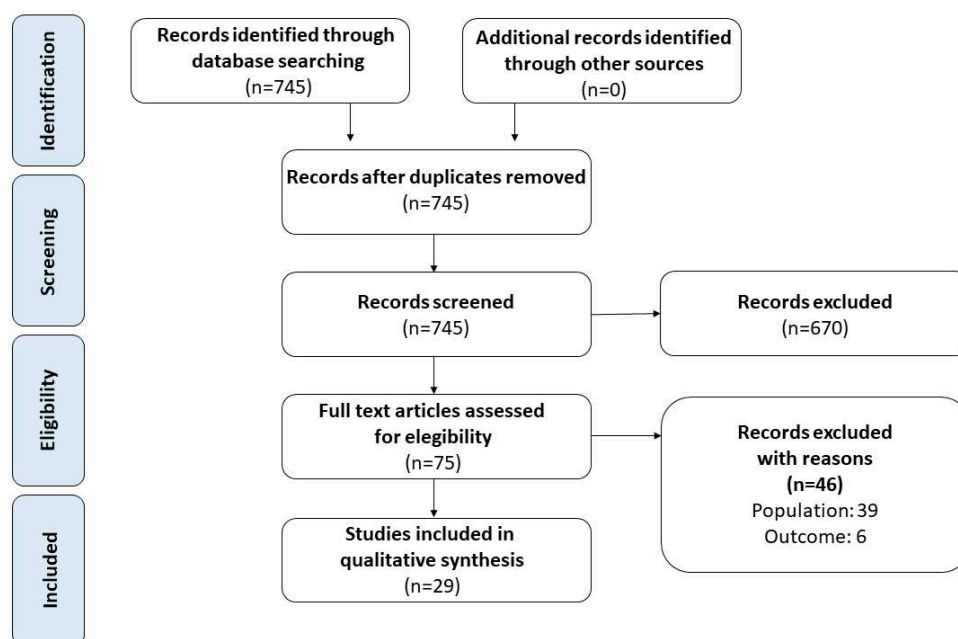 Identification
Records identified through
database searching
(n=745)
Additional records identified
through other sources
(n=0)
Screening
Records after duplicates removed
(n=745)
Records screened
(n=745)
Records excluded
(n=670)
Eligibility
Full text articles assessed
for elegibility
(n=75)
Records excluded
with reasons
(n=46)
Population: 39
Outcome: 6
Included
Studies included in
qualitative synthesis
(n=29)